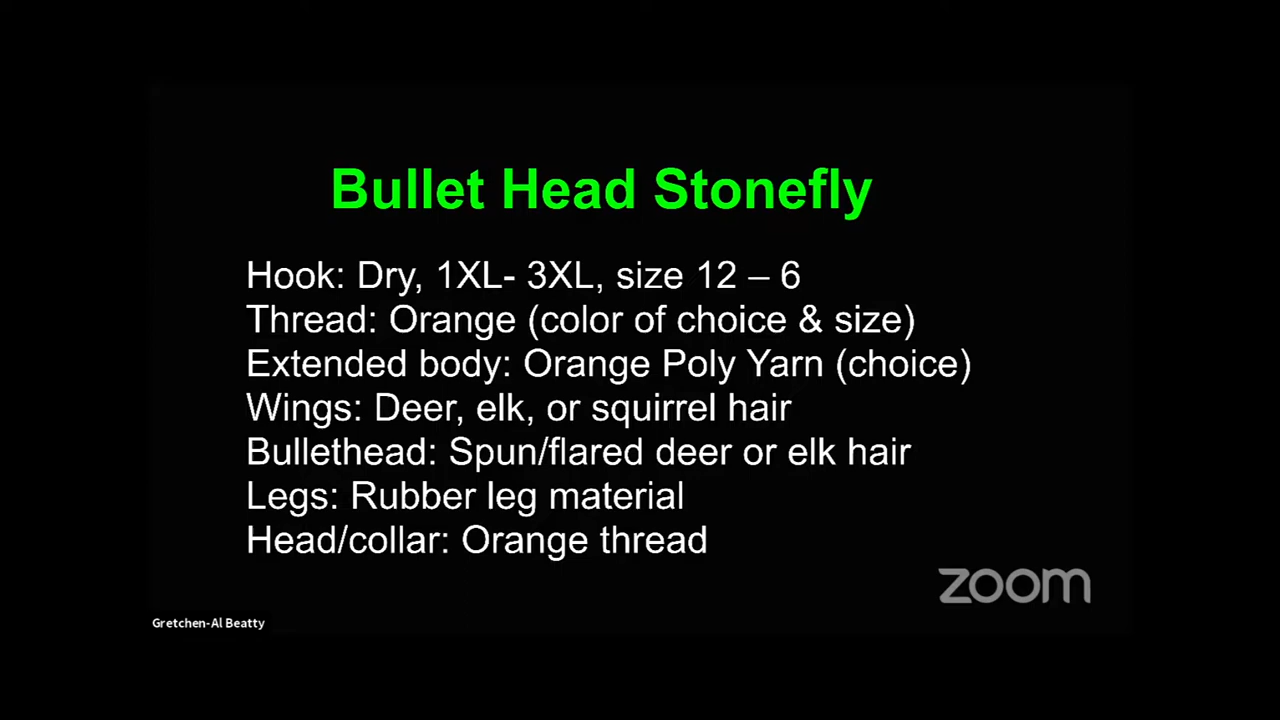 Bullet Head Stonefly
Hook: Dry, 1XL- 3XL, size 12 – 6
Thread: Orange (color of choice & size)
Extended body: Orange Poly Yarn (choice)
Wings: Deer, elk, or squirrel hair
Bullethead: Spun/flared deer or elk hair
Legs: Rubber leg material
Head/collar: Orange thread
zoom
Gretchen-Al Beatty